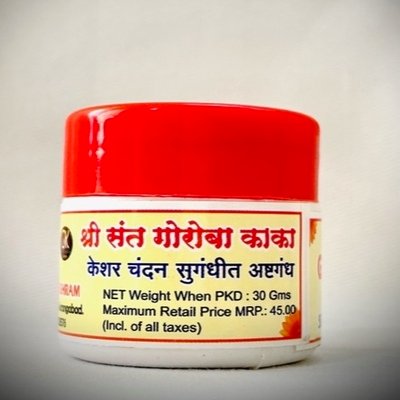 श्री संत गोरोबा काका
केशर चंदन सुगंधीत अष्टगंध
NET Weight When PKD : 30 Gms
Maximum Retail Price MRP.: 45.00
(Incl. of all taxes)